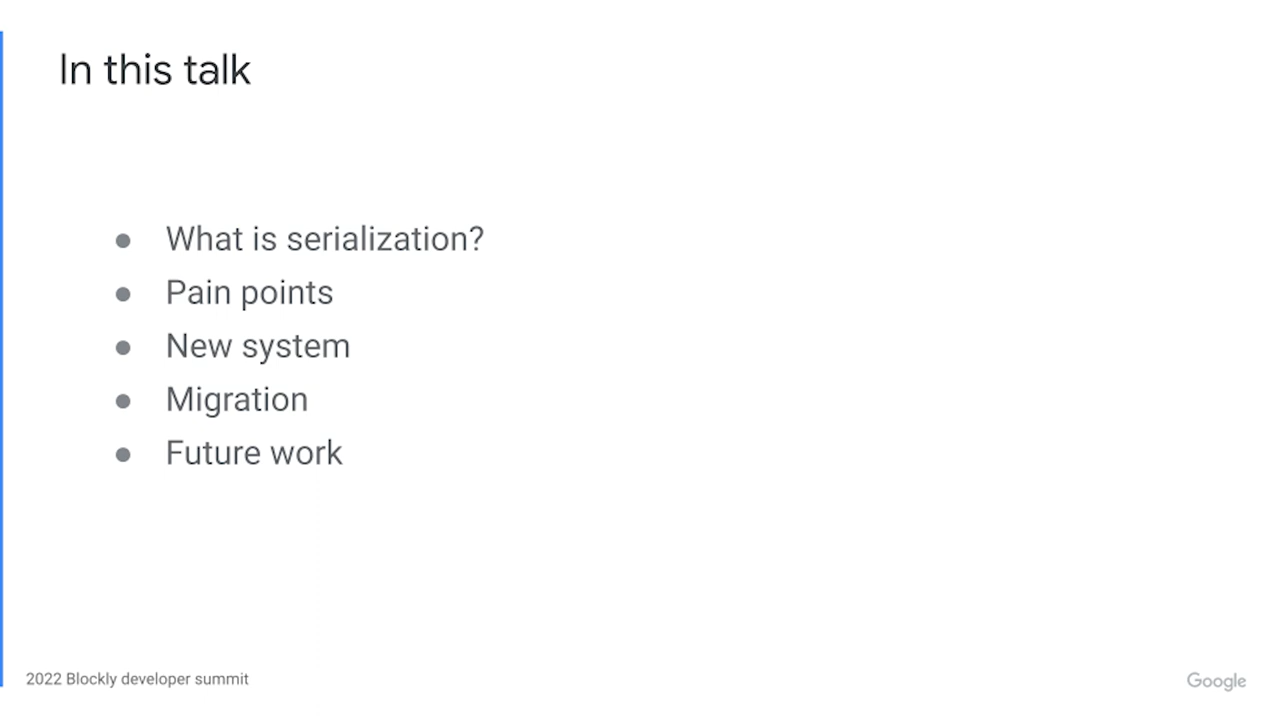 In this talk
● What is serialization?
● Pain points
● New system
● Migration
● Future work
2022 Blockly developer summit
Google